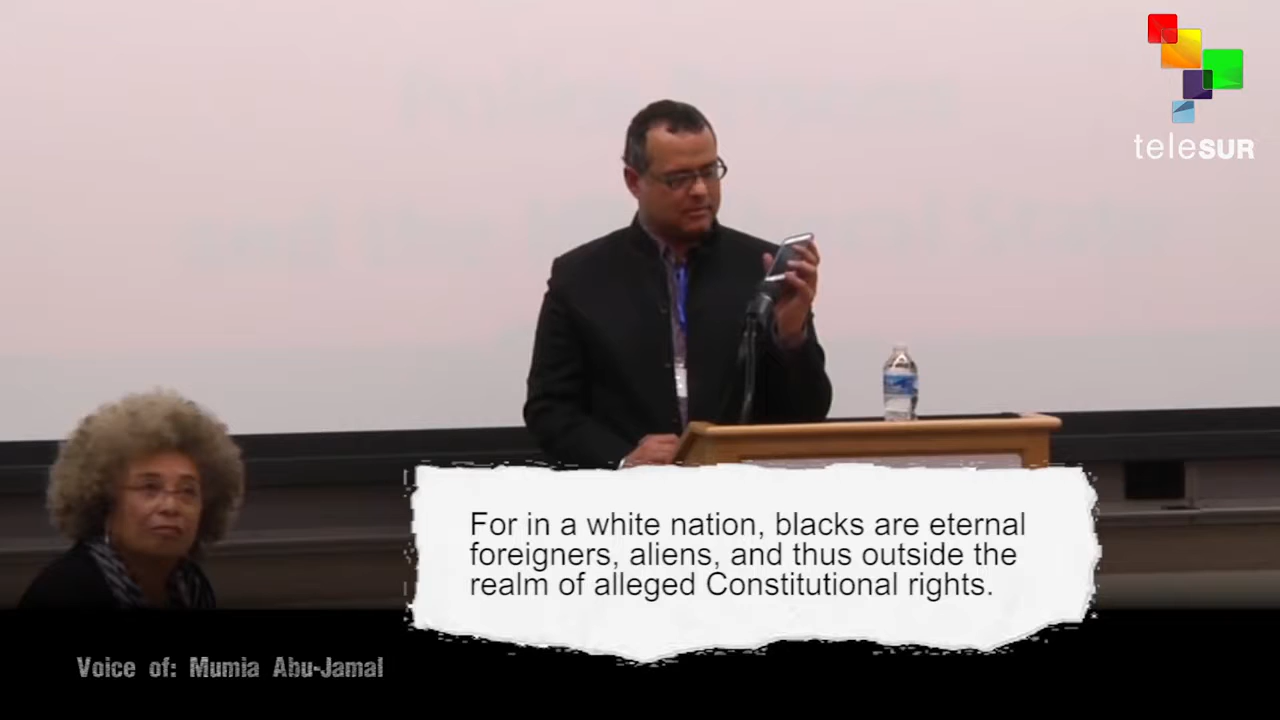 teleSUR
For in a white nation, blacks are eternal
foreigners, aliens, and thus outside the
realm of alleged Constitutional rights.
Voice of: Mumia Abu-Jamal